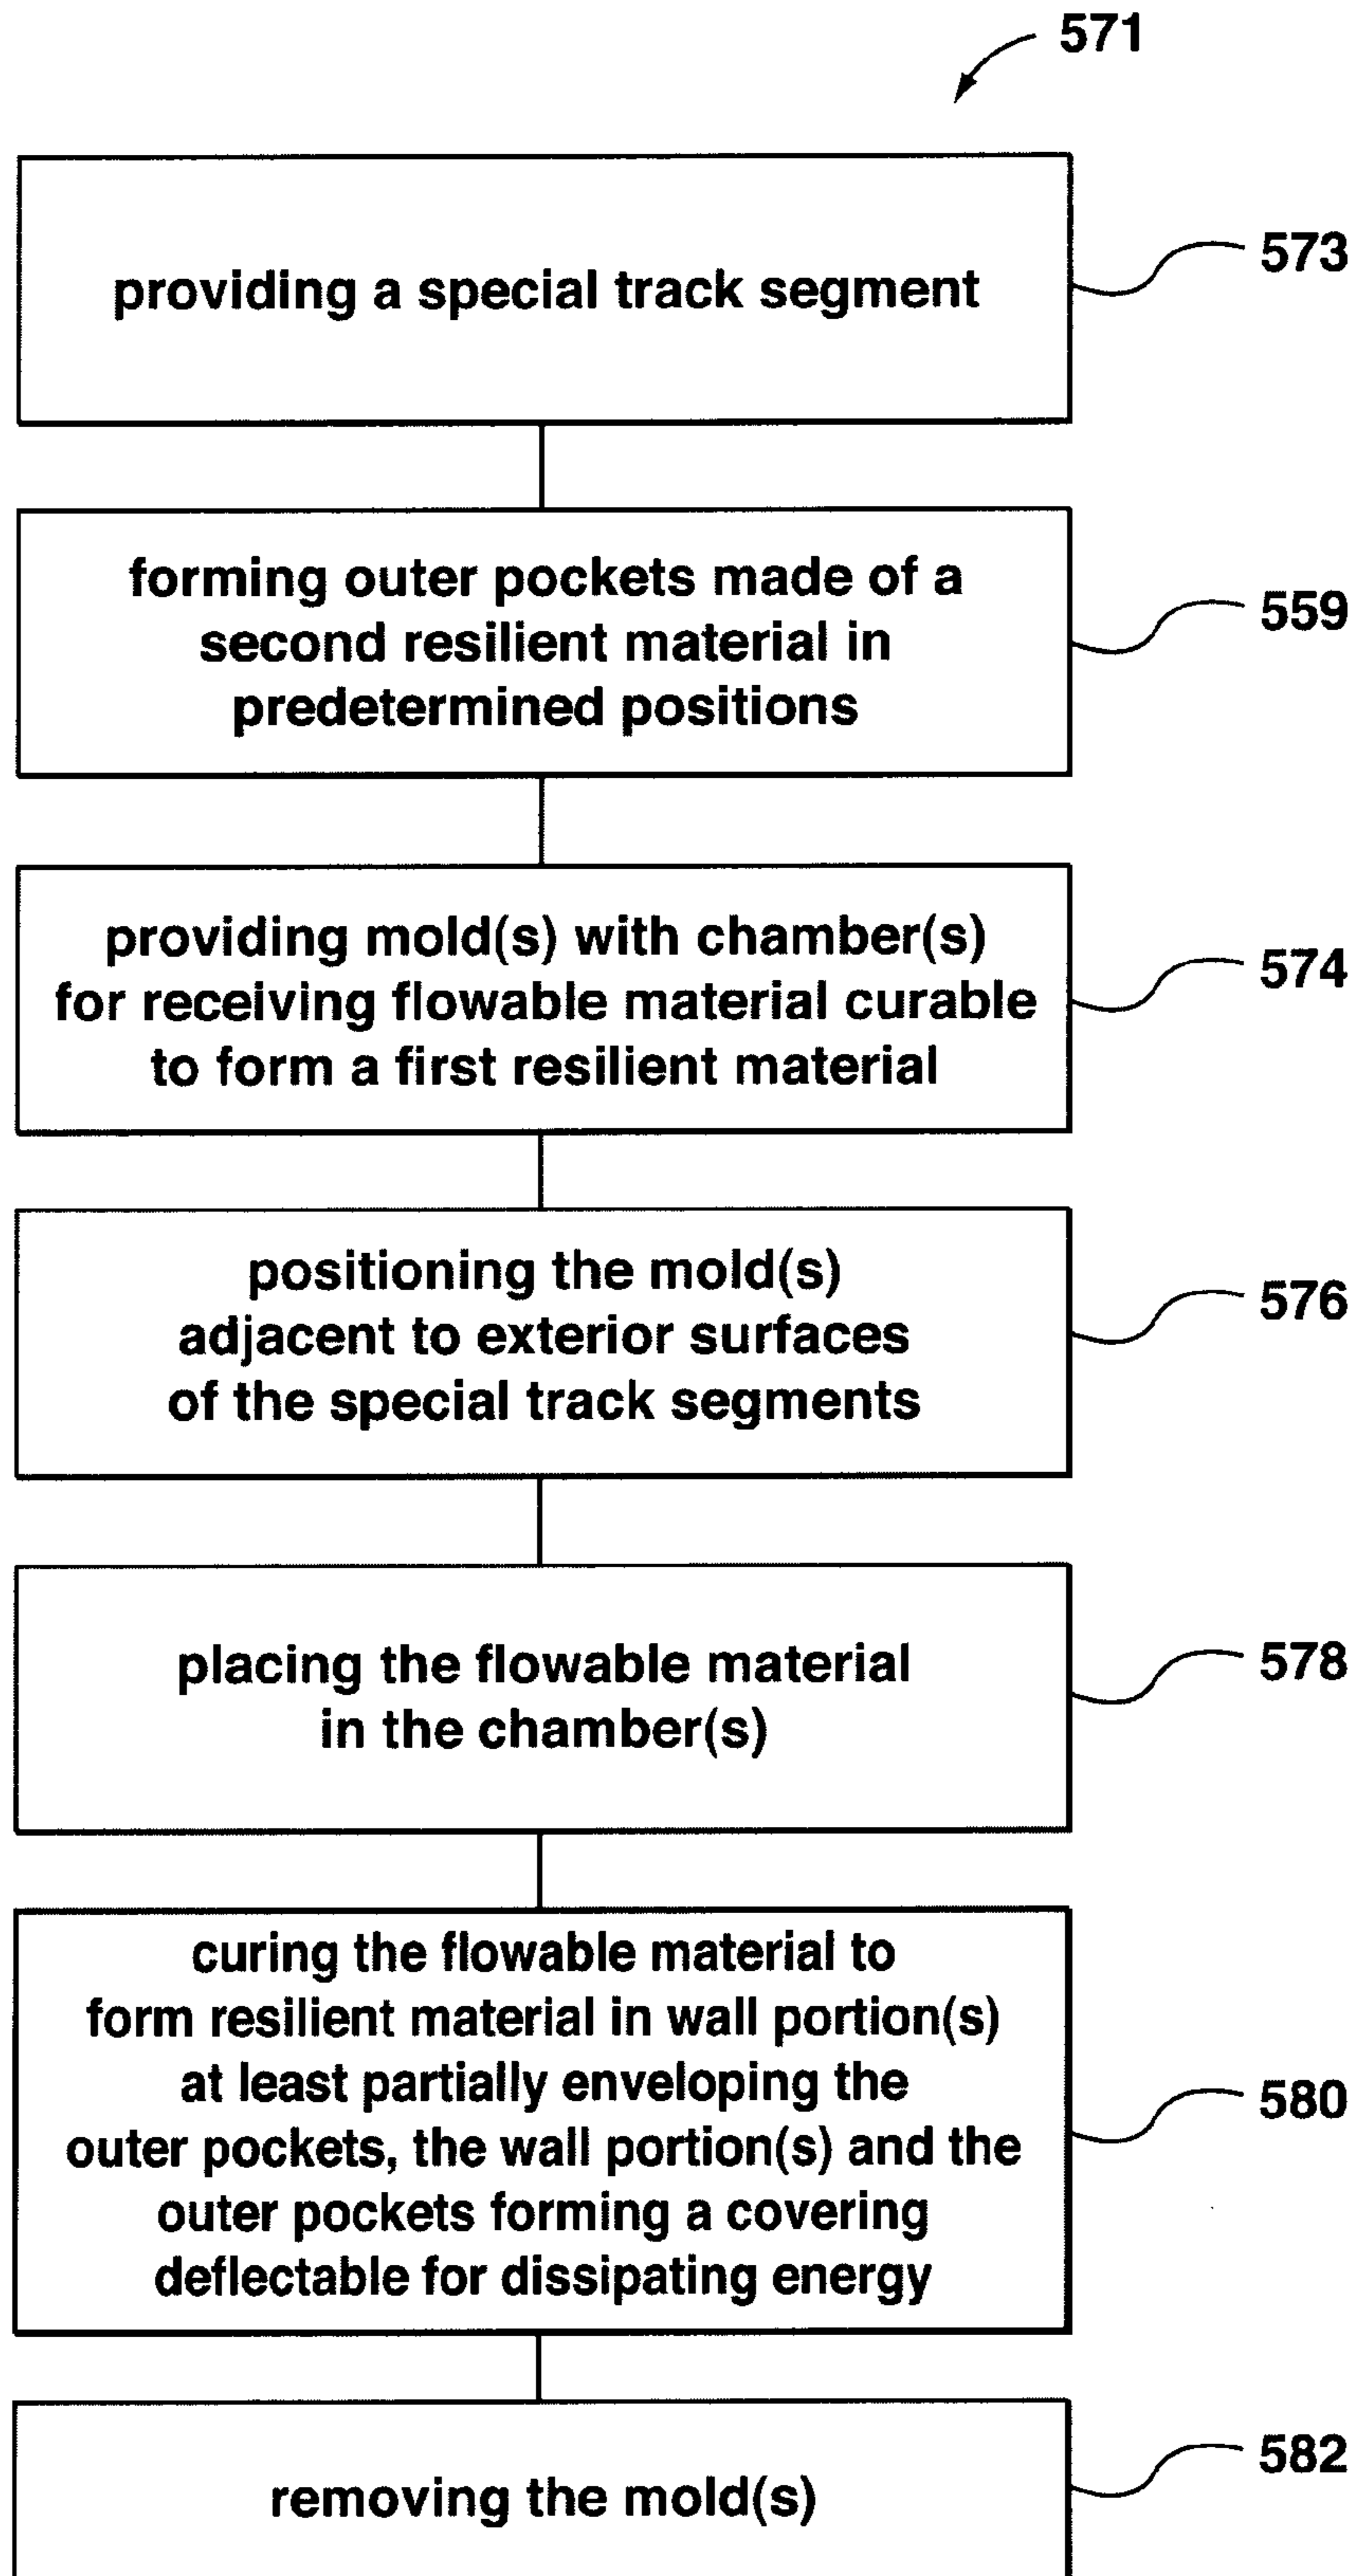 571
providing a special track segment
573
forming outer pockets made of a
second resilient material in
predetermined positions
559
providing mold(s) with chamber(s)
for receiving flowable material curable
to form a first resilient material
574
positioning the mold(s)
adjacent to exterior surfaces
of the special track segments
576
placing the flowable material
in the chamber(s)
578
curing the flowable material to
form resilient material in wall portion(s)
at least partially enveloping the
outer pockets, the wall portion(s) and the
outer pockets forming a covering
deflectable for dissipating energy
580
removing the mold(s)
582